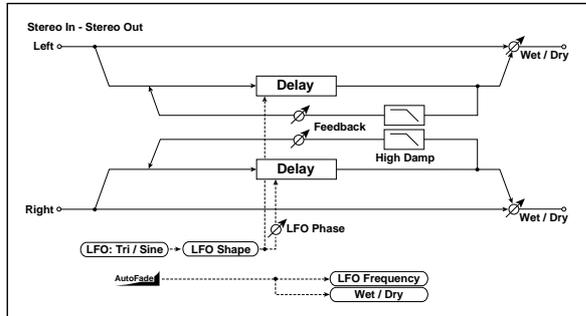 Stereo In - Stereo Out
Left
Wet / Dry
Delay
Feedback
High Damp
Delay
Right
Wet / Dry
LFO Phase
LFO: Tri / Sine
LFO Shape
AutoFade
LFO Frequency
Wet / Dry